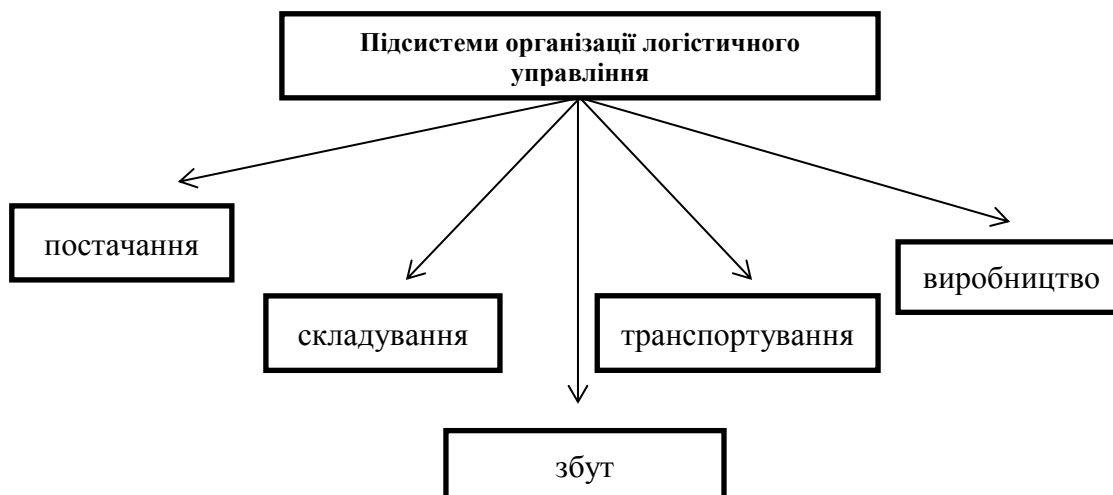 Підсистеми організації логістичного
управління
постачання
виробництво
складування
транспортування
збут